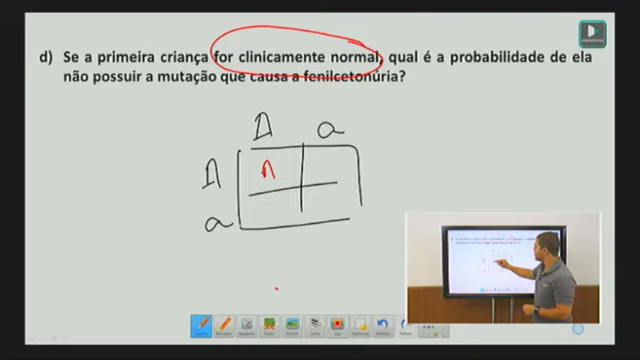 d) Se a primeira criança for clinicamente normal, qual é a probabilidade de ela
não possuir a mutação que causa a fenilcetonúria?
A a
A A
a